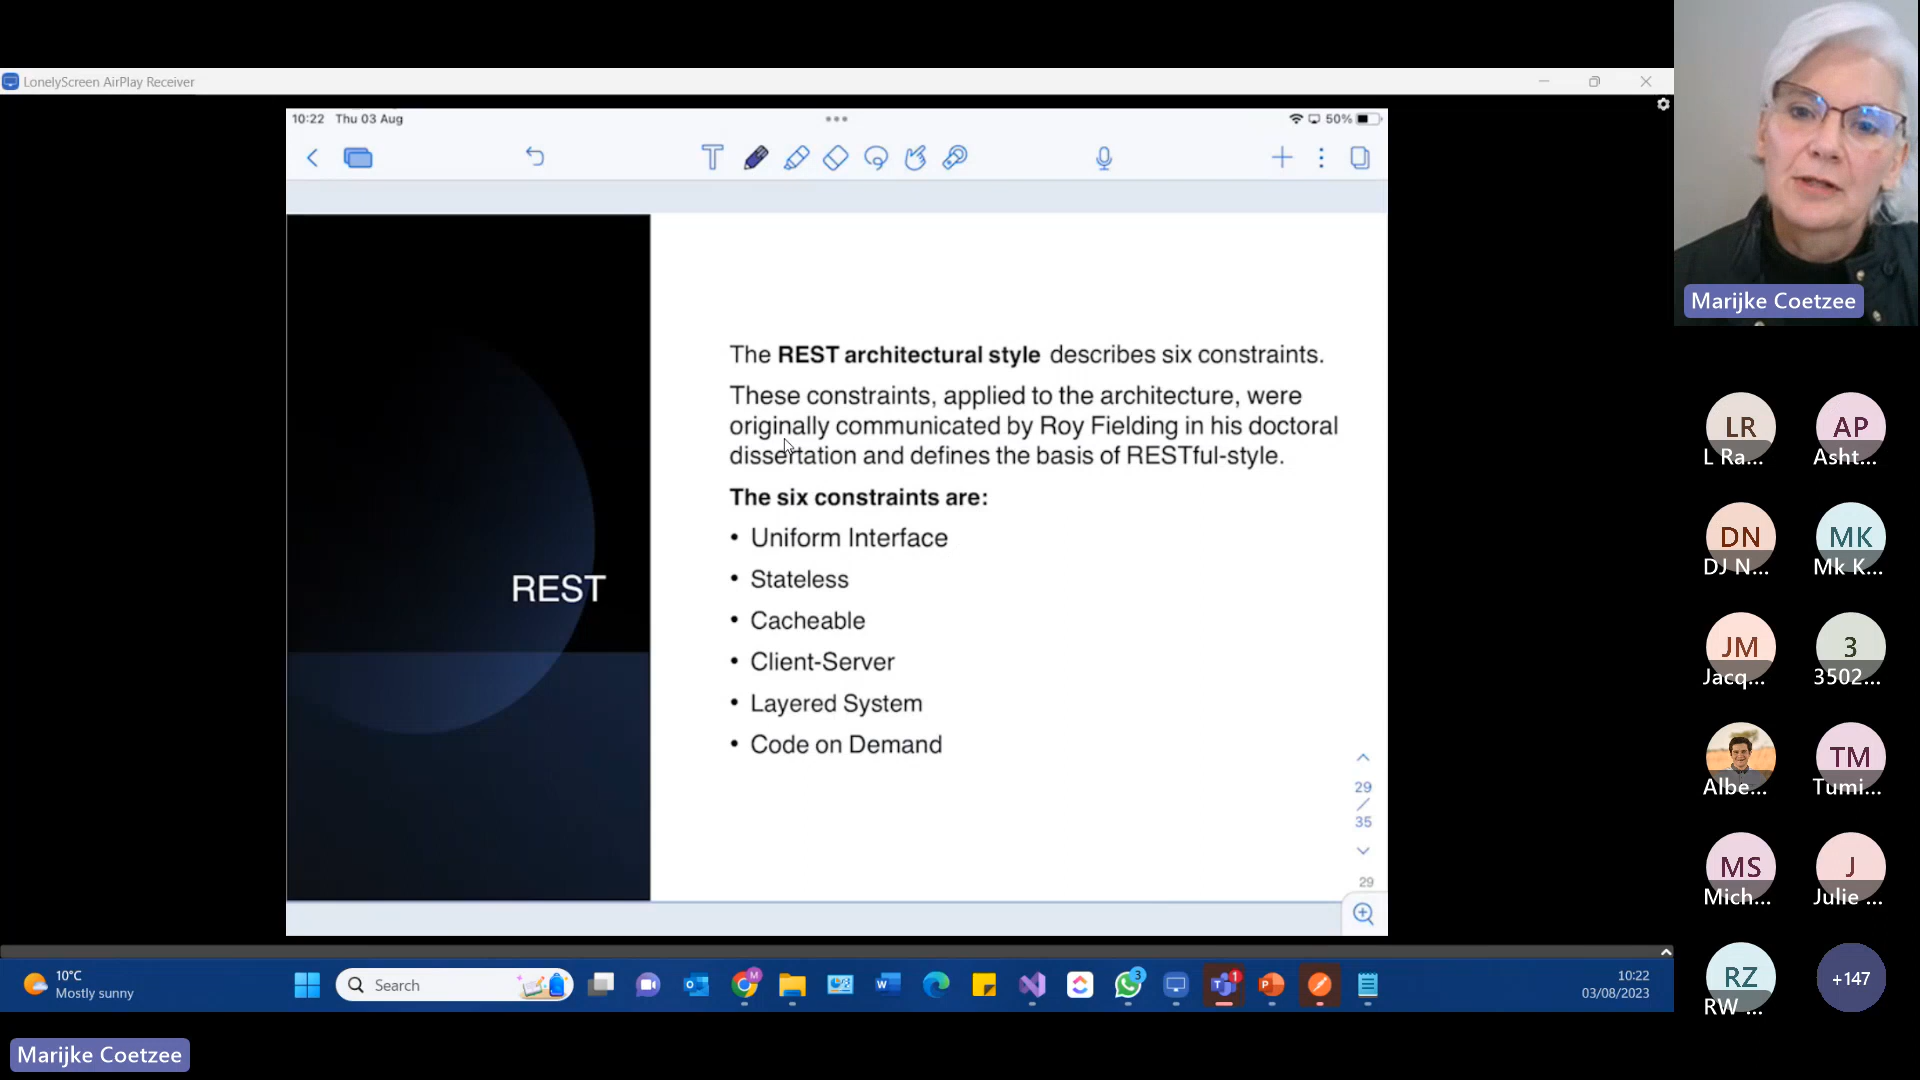 LonelyScreen AirPlay Receiver
10:22 Thu 03 Aug
50%
REST
The REST architectural style describes six constraints.
These constraints, applied to the architecture, were
originally communicated by Roy Fielding in his doctoral
dissertation and defines the basis of RESTful-style.
The six constraints are:
• Uniform Interface
• Stateless
• Cacheable
• Client-Server
• Layered System
• Code on Demand
29
/
35
29
Marijke Coetzee
LR
L Ra...
AP
Asht...
DN
DJ N...
MK
Mk K...
JM
Jacq...
3
3502...
Albe...
TM
Tumi...
MS
Mich...
J
Julie ...
RZ
RW ...
+147
10°C
Mostly sunny
Search
M
3
1
10:22
03/08/2023
Marijke Coetzee